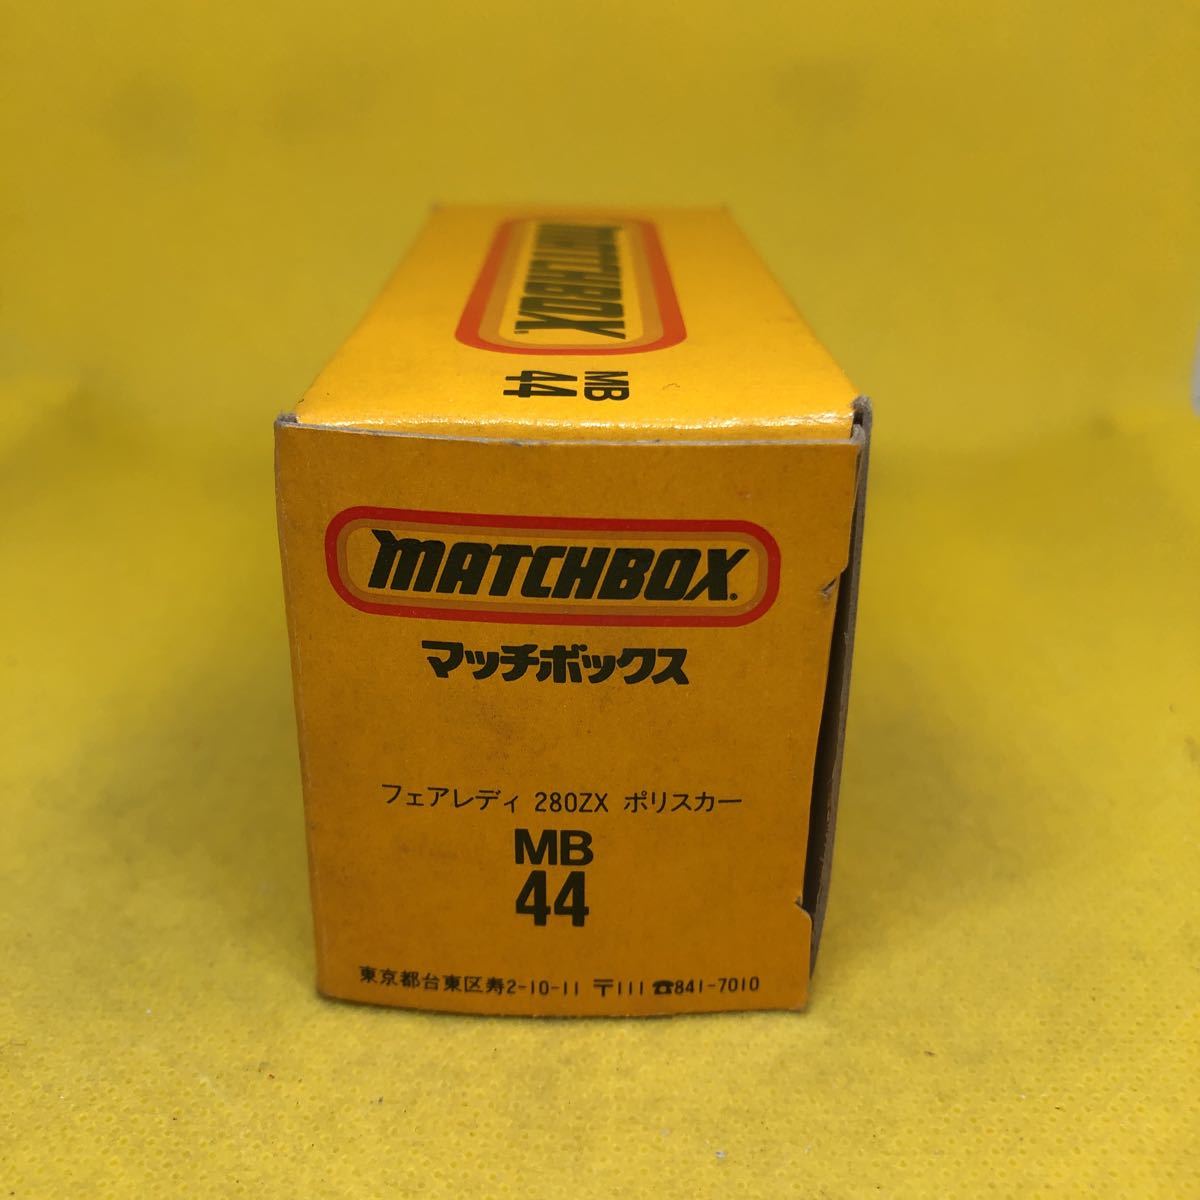 MATCHBOX
MB
44
MATCHBOX
マッチボックス
フェアレディ 280ZX ポリスカー
MB
44
東京都台東区寿2-10-11 〒111 ☎841-7010